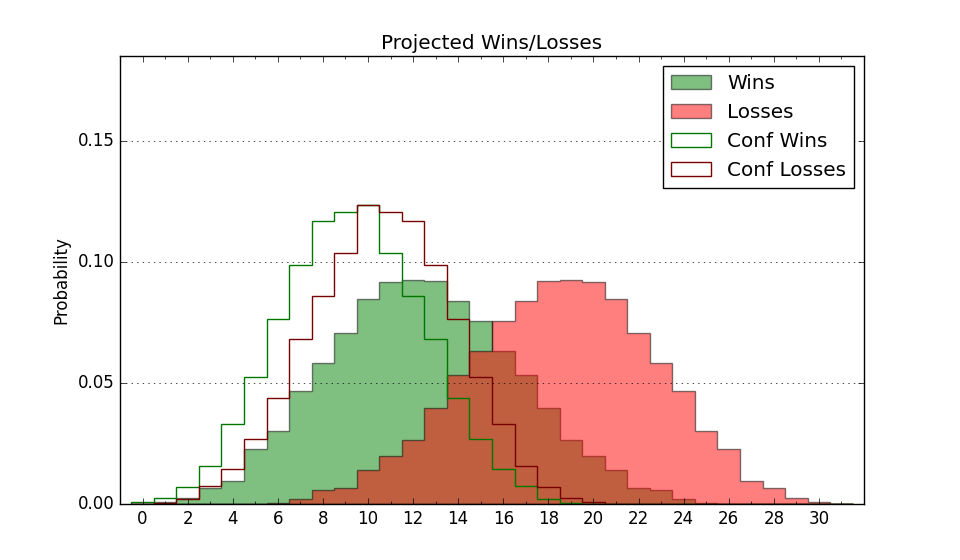 Projected Wins/Losses
Wins
Losses
Conf Wins
Conf Losses
Probability
0.15
0.10
0.05
0.00
0 2 4 6 8 10 12 14 16 18 20 22 24 26 28 30